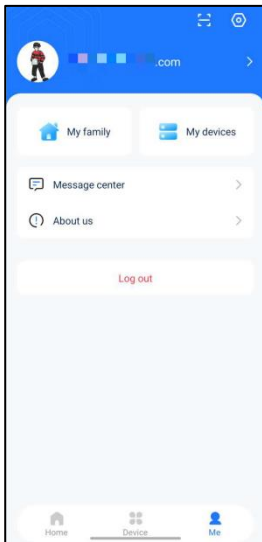 .com
My family
My devices
Message center
About us
Log out
Home
Device
Me